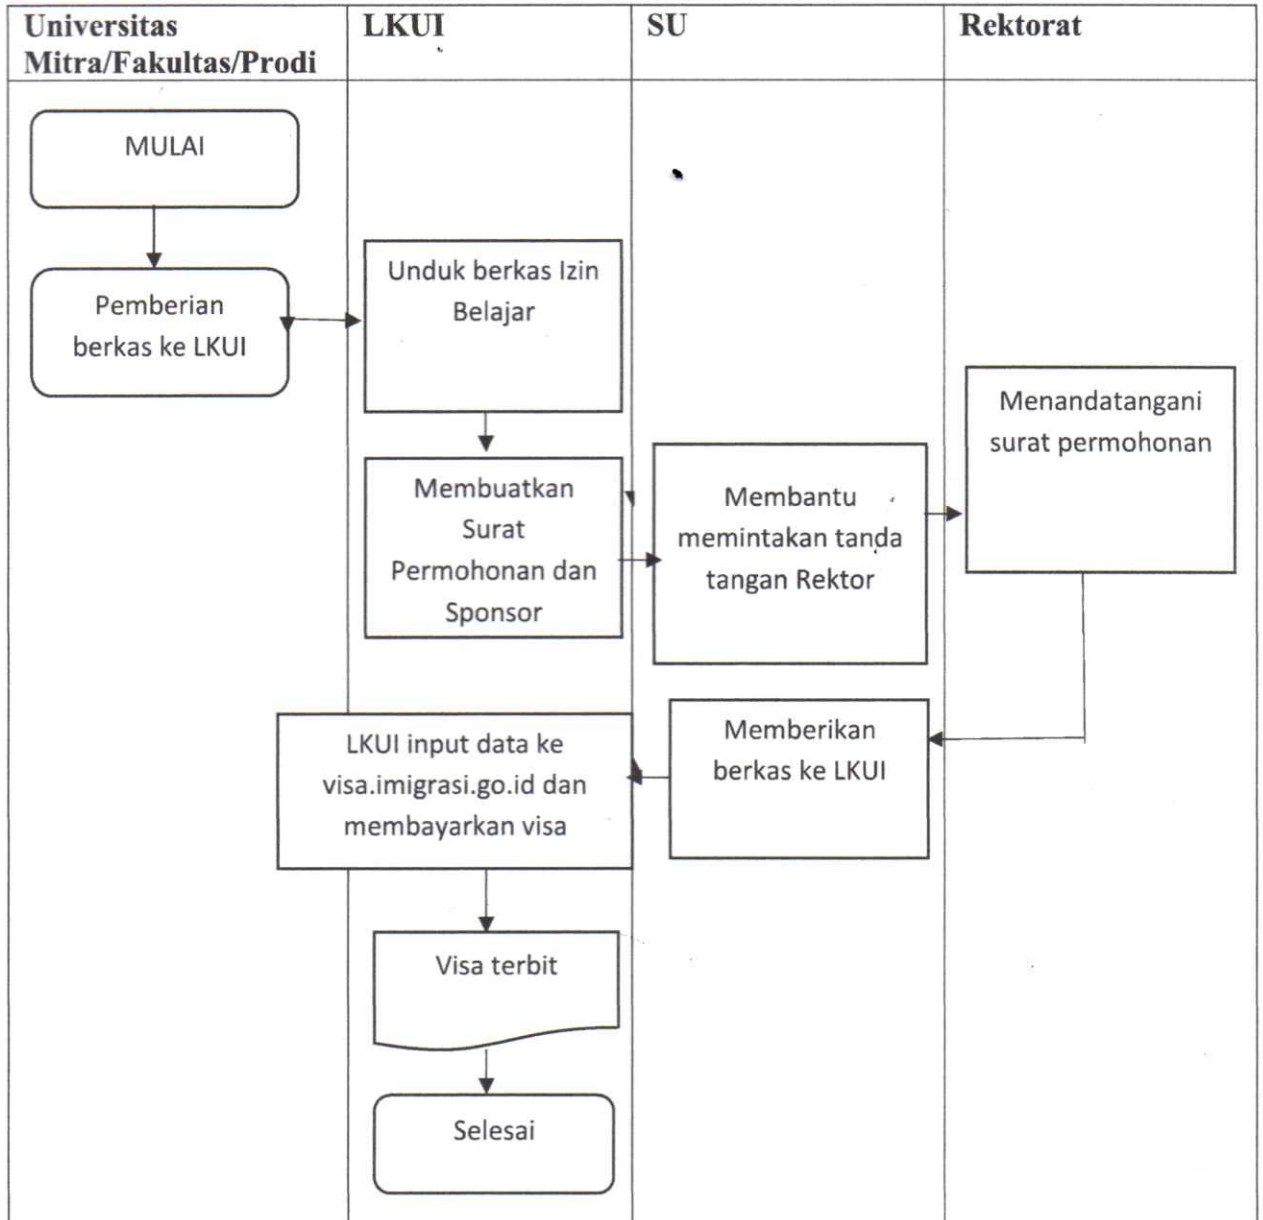 Universitas
Mitra/Fakultas/Prodi
LKUI
SU
Rektorat
MULAI
Pemberian
berkas ke LKUI
Unduk berkas Izin
Belajar
Membuatkan
Surat
Permohonan dan
Sponsor
Membantu
memintakan tanda
tangan Rektor
Menandatangani
surat permohonan
Memberikan
berkas ke LKUI
LKUI input data ke
visa.imigrasi.go.id dan
membayarkan visa
Visa terbit
Selesai